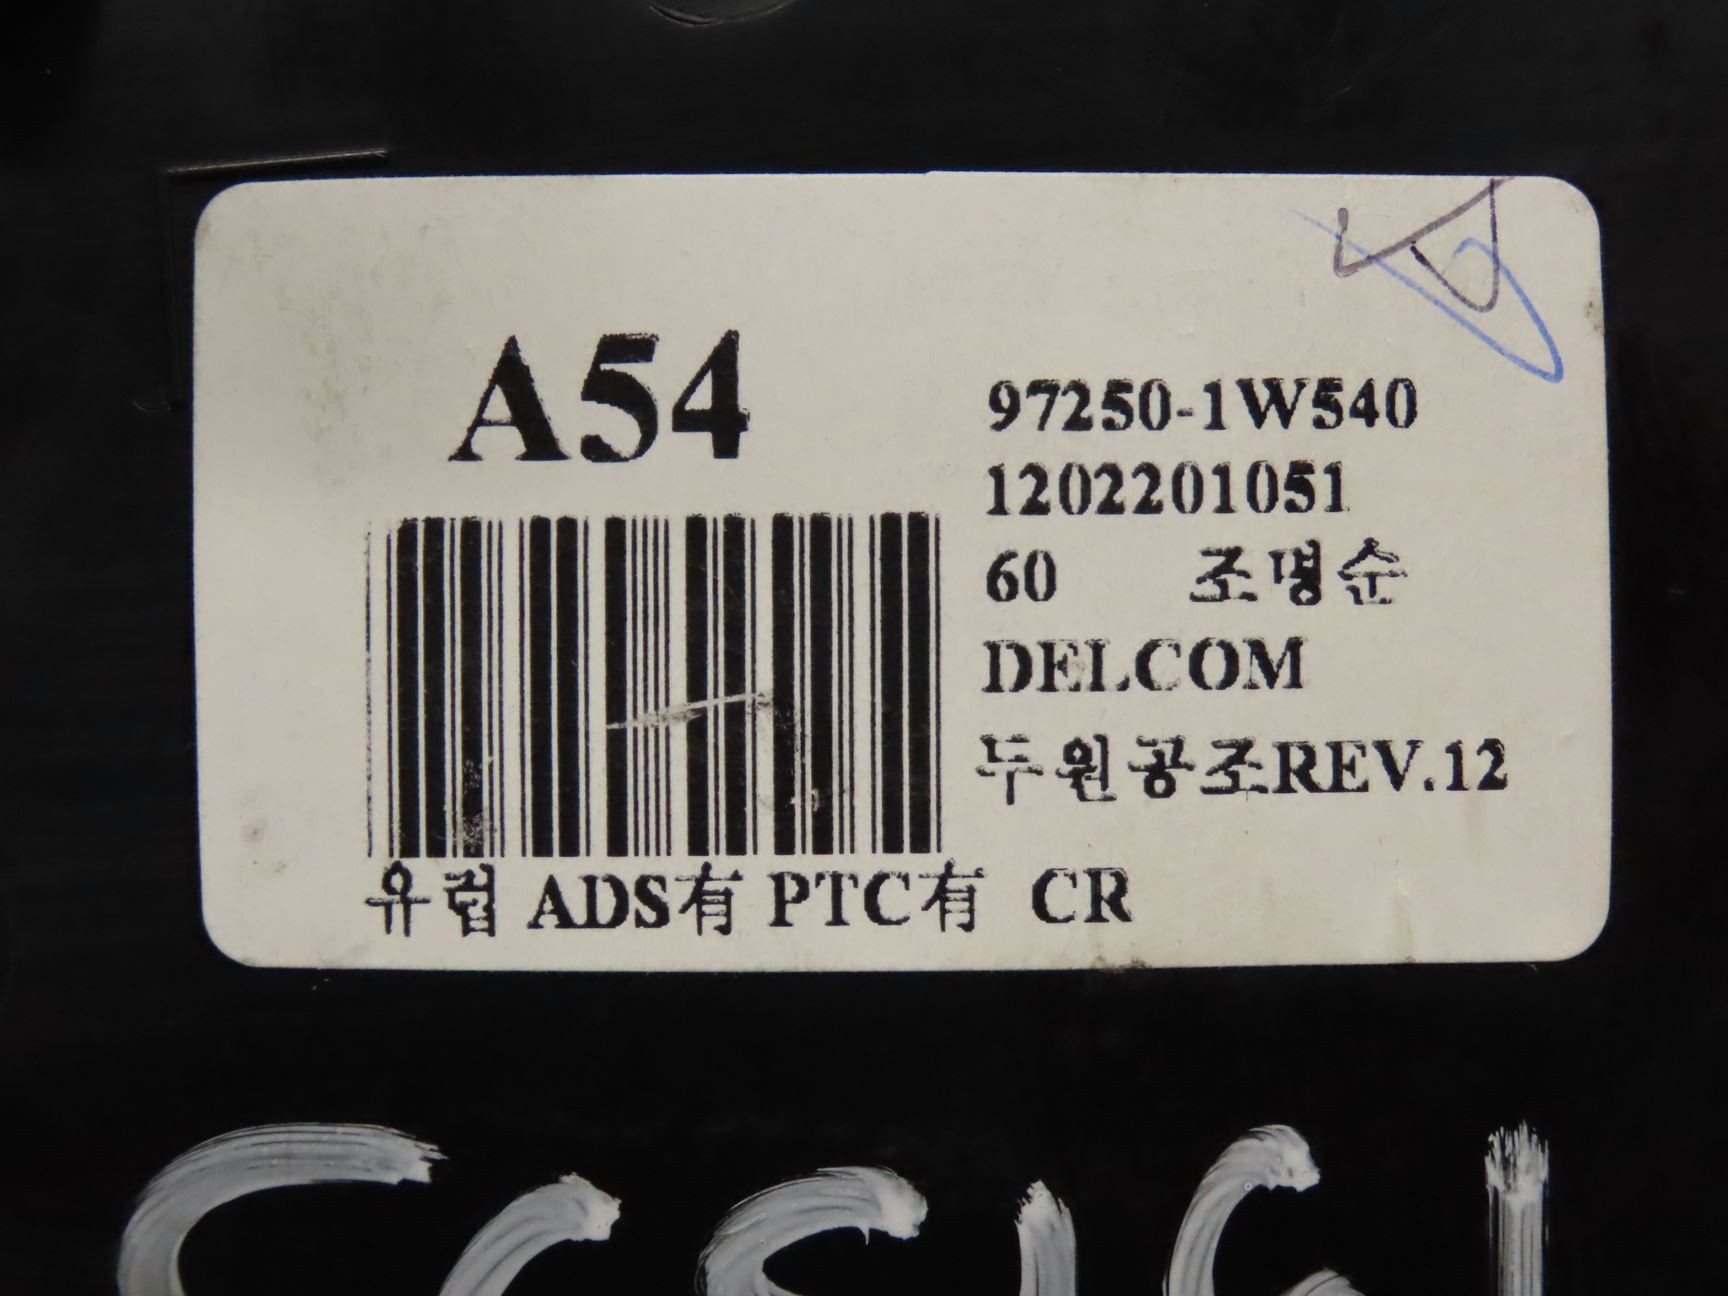 A54
97250-1W540
1202201051
60 조명순
DELCOM
두원공조REV.12
유럽 ADS有 PTC有 CR